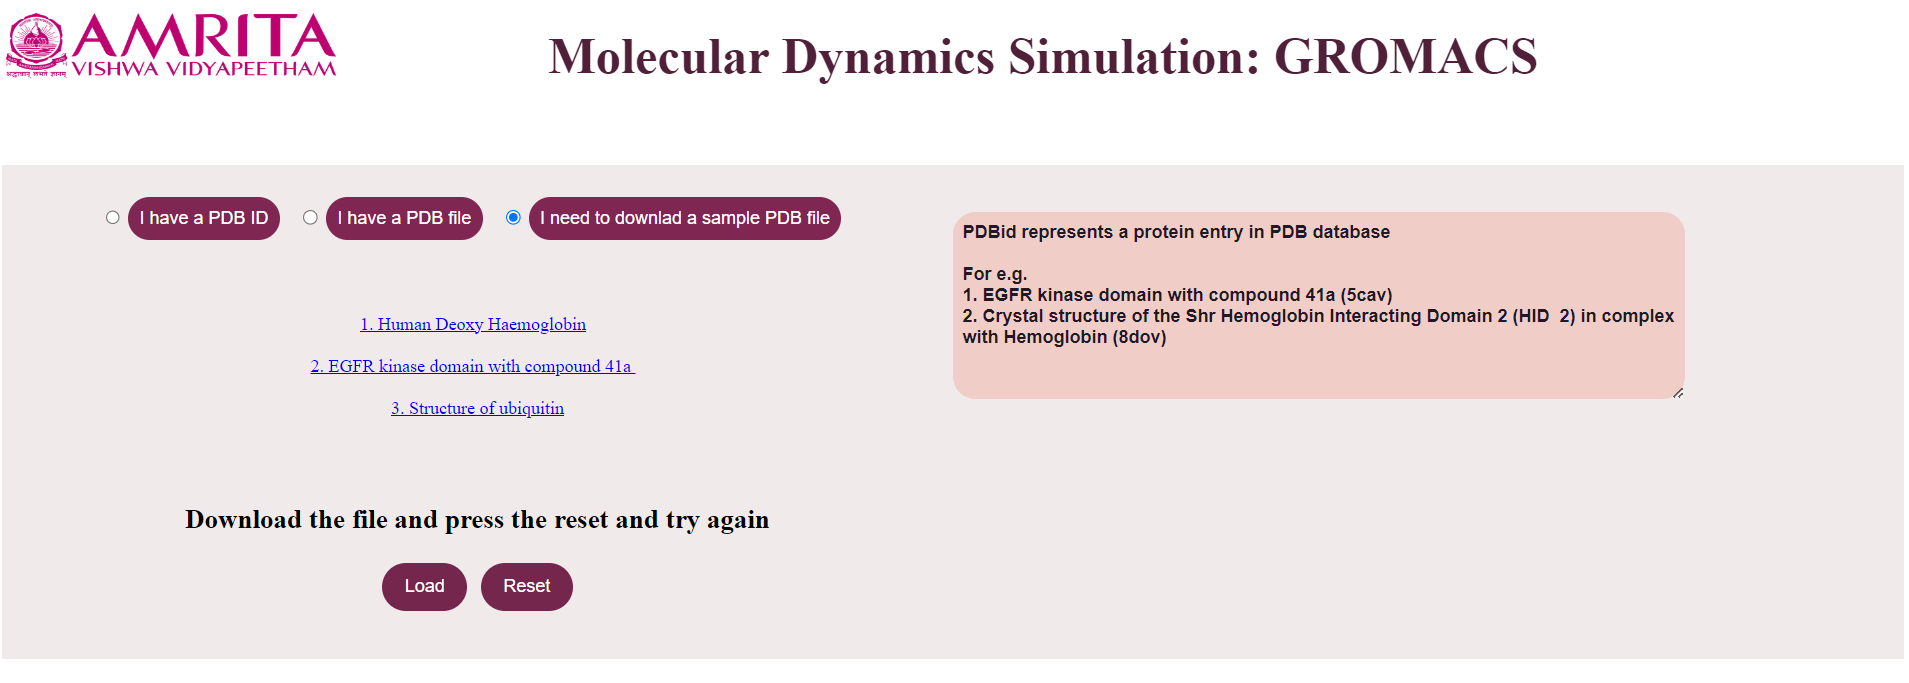 AMRITA
VISHWA VIDYAPEETHAM
श्रद्धावान् लभते ज्ञानम्
Molecular Dynamics Simulation: GROMACS
I have a PDB ID
I have a PDB file
I need to downlad a sample PDB file
1. Human Deoxy Haemoglobin
2. EGFR kinase domain with compound 41a
3. Structure of ubiquitin
Download the file and press the reset and try again
Load
Reset
PDBid represents a protein entry in PDB database
For e.g.
1. EGFR kinase domain with compound 41a (5cav)
2. Crystal structure of the Shr Hemoglobin Interacting Domain 2 (HID  2) in complex
with Hemoglobin (8dov)